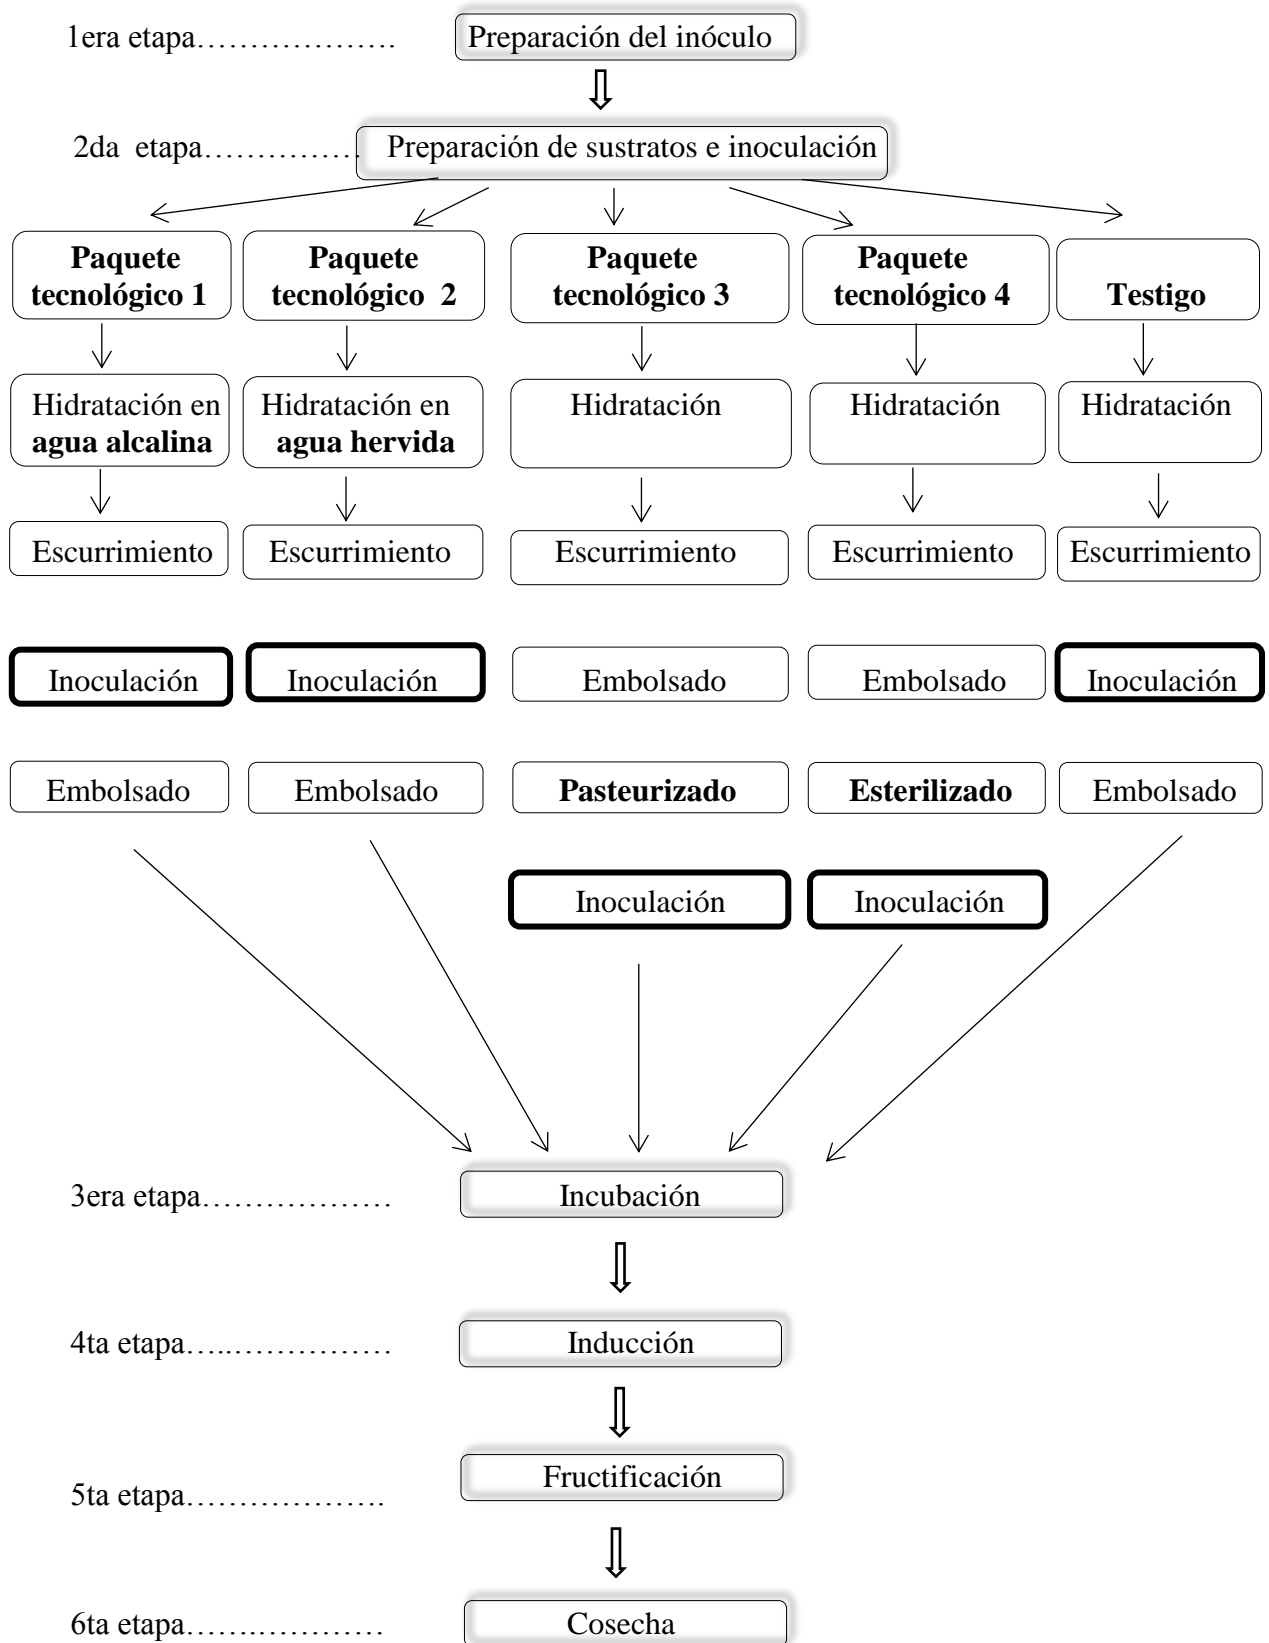 1era etapa………………. Preparación del inóculo
2da etapa…………… Preparación de sustratos e inoculación
Paquete
tecnológico 1
Paquete
tecnológico 2
Paquete
tecnológico 3
Paquete
tecnológico 4
Testigo
Hidratación en
agua alcalina
Hidratación en
agua hervida
Hidratación
Hidratación
Hidratación
Escurrimiento
Escurrimiento
Escurrimiento
Escurrimiento
Escurrimiento
Inoculación
Inoculación
Embolsado
Embolsado
Inoculación
Embolsado
Embolsado
Pasteurizado
Esterilizado
Embolsado
Inoculación
Inoculación
3era etapa……………… Incubación
4ta etapa…..…………… Inducción
5ta etapa………………. Fructificación
6ta etapa…….………… Cosecha